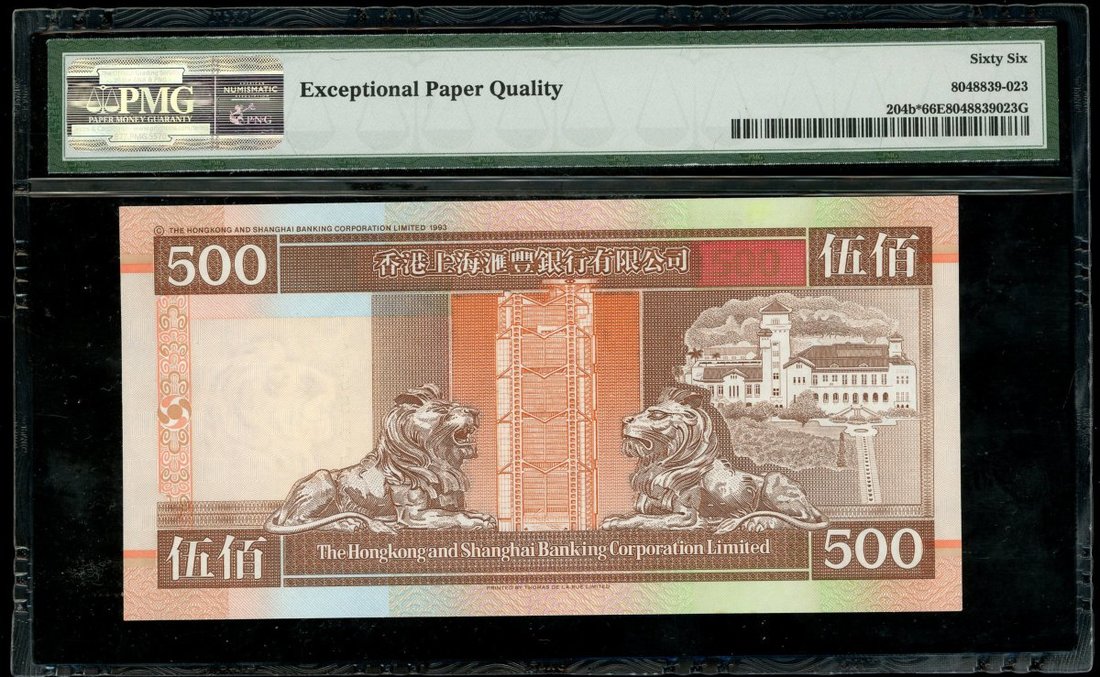 Exceptional Paper Quality
Sixty Six
8048839-023
204b*66E8048839023G
PMG
PAPER MONEY GUARANTY
NUMISMATIC
PNG
© THE HONGKONG AND SHANGHAI BANKING CORPORATION LIMITED 1993
500
香港上海滙豐銀行有限公司
500
伍佰
伍佰
The Hongkong and Shanghai Banking Corporation Limited
500
PRINTED BY THOMAS DE LA RUE LIMITED